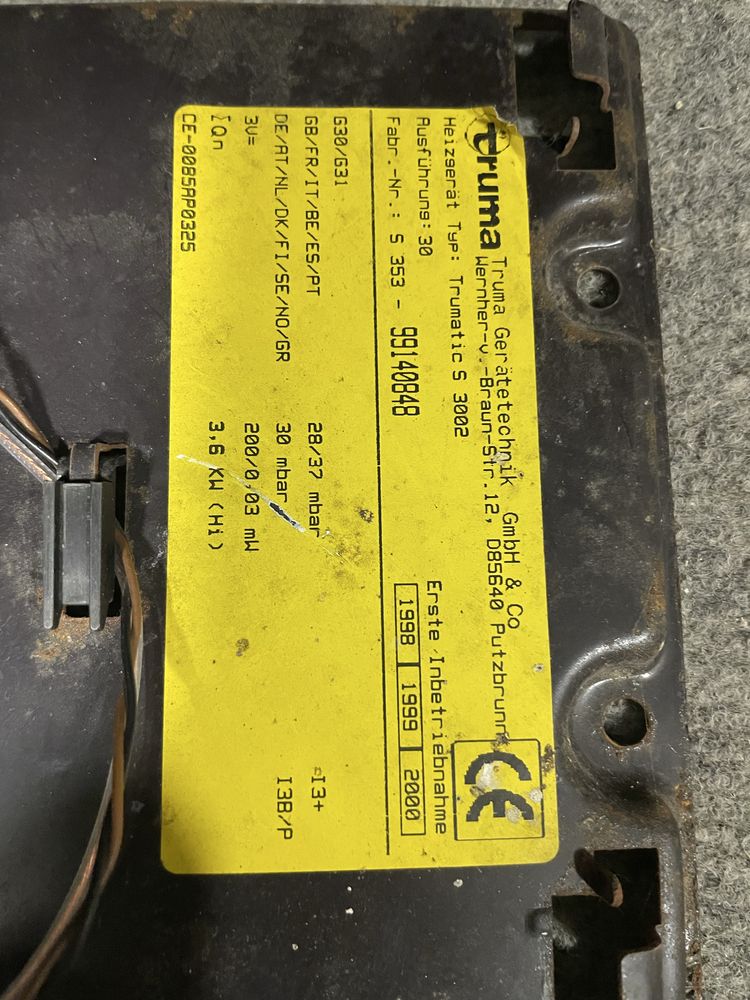 truma Truma Gerätetechnik GmbH & Co
Wernher-v.-Braun-Str.12, D85640 Putzbrunn
Heizgerät Typ: Trumatic S 3002
Ausführung: 30
Erste Inbetriebnahme
Fabr.-Nr.: S 353 - 99140848
1998 1999 2000
CE
G30/G31
GB/FR/IT/BE/ES/PT 28/37 mbar I3+
DE/AT/NL/DK/FI/SE/NO/GR 30 mbar I3B/P
3V= 200/0,03 mW
ΣQn 3,6 KW (Hi)
CE-0085AP0325